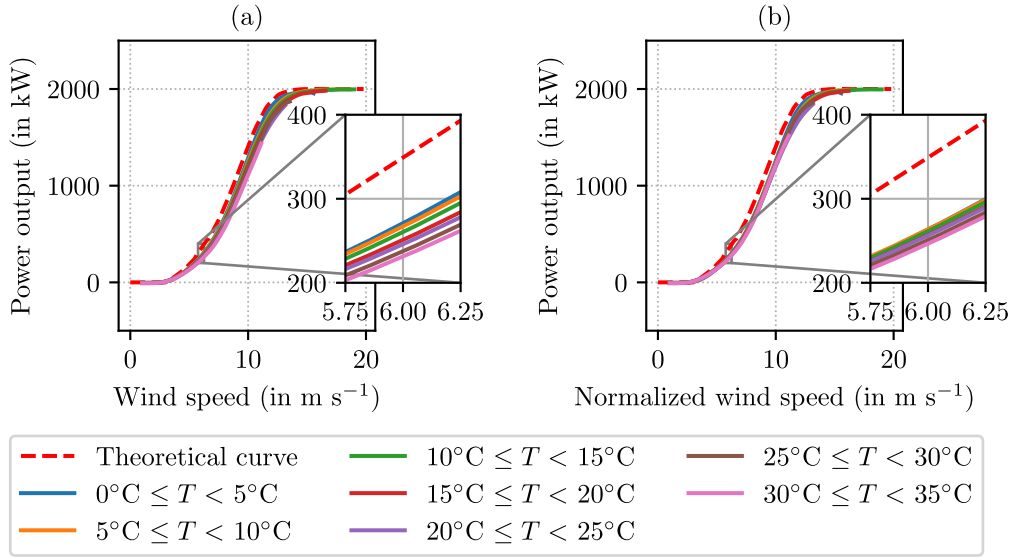 (a)
(b)
Power output (in kW)
2000
1000
0
0
10
20
400
300
200
5.75
6.00
6.25
Wind speed (in m s⁻¹)
Power output (in kW)
2000
1000
0
0
10
20
400
300
200
5.75
6.00
6.25
Normalized wind speed (in m s⁻¹)
Theoretical curve
0°C ≤ T < 5°C
5°C ≤ T < 10°C
10°C ≤ T < 15°C
15°C ≤ T < 20°C
20°C ≤ T < 25°C
25°C ≤ T < 30°C
30°C ≤ T < 35°C